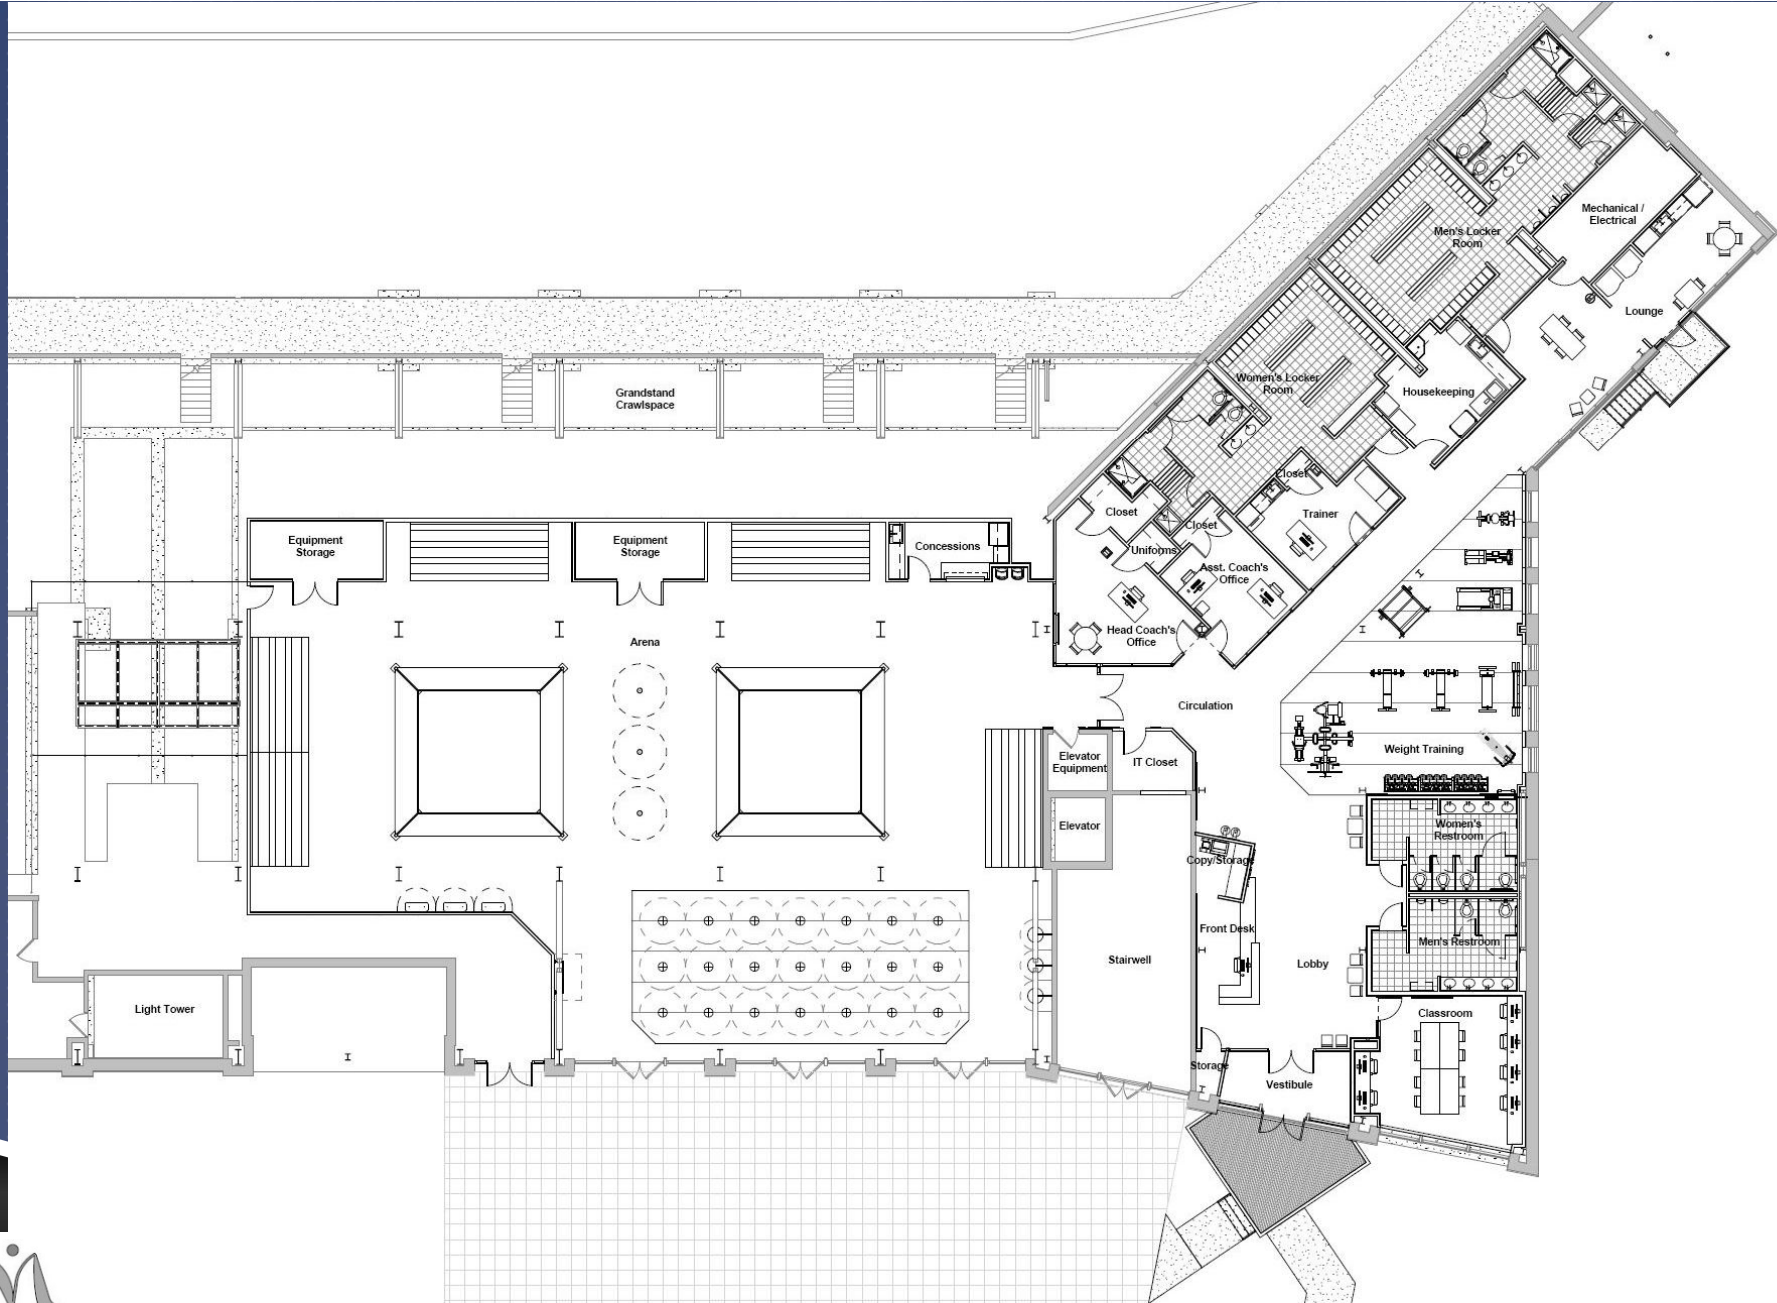 Mechanical /
Electrical
Men's Locker
Room
Lounge
Grandstand
Crawlspace
Women's Locker
Room
Housekeeping
Closet
Closet
Trainer
Closet
Equipment
Storage
Equipment
Storage
Concessions
Uniforms
Asst. Coach's
Office
Head Coach's
Office
Arena
Circulation
Weight Training
Elevator
Equipment
IT Closet
Elevator
Women's
Restroom
Copy/Storage
Front Desk
Men's Restroom
Stairwell
Lobby
Light Tower
Classroom
Storage
Vestibule